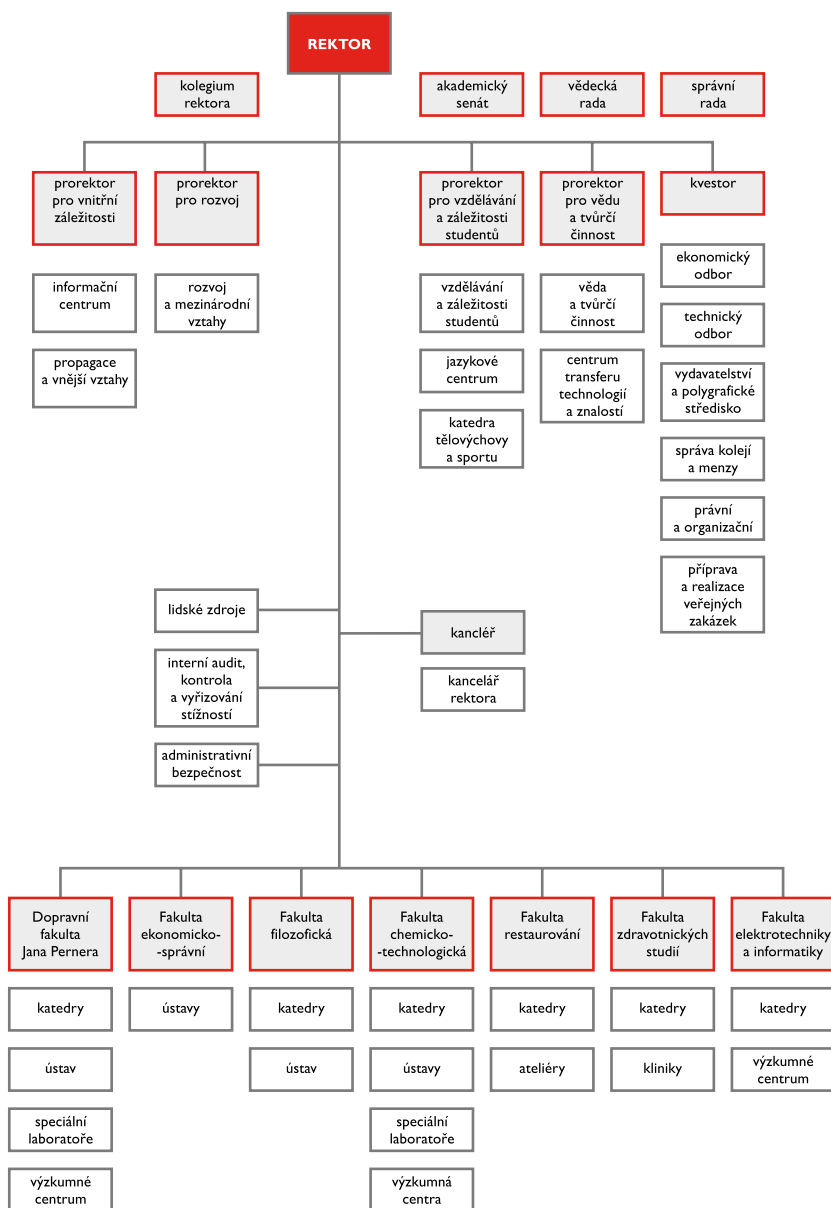 REKTOR
kolegium
rektora
akademický
senát
vědecká
rada
správní
rada
prorektor
pro vnitřní
záležitosti
prorektor
pro rozvoj
prorektor
pro vzdělávání
a záležitosti
studentů
prorektor
pro vědu
a tvůrčí
činnost
kvestor
informační
centrum
propagace
a vnější vztahy
rozvoj
a mezinárodní
vztahy
vzdělávání
a záležitosti
studentů
jazykové
centrum
katedra
tělovýchovy
a sportu
věda
a tvůrčí
činnost
centrum
transferu
technologií
a znalostí
ekonomický
odbor
technický
odbor
vydavatelství
a polygrafické
středisko
správa kolejí
a menzy
právní
a organizační
příprava
a realizace
veřejných
zakázek
lidské zdroje
interní audit,
kontrola
a vyřizování
stížností
administrativní
bezpečnost
kancléř
kancelář
rektora
Dopravní
fakulta
Jana Pernera
katedry
ústav
speciální
laboratoře
výzkumné
centrum
Fakulta
ekonomicko-
-správní
ústavy
Fakulta
filozofická
katedry
ústav
Fakulta
chemicko-
-technologická
katedry
ústavy
speciální
laboratoře
výzkumná
centra
Fakulta
restaurování
katedry
ateliéry
Fakulta
zdravotnických
studií
katedry
kliniky
Fakulta
elektrotechniky
a informatiky
katedry
výzkumné
centrum